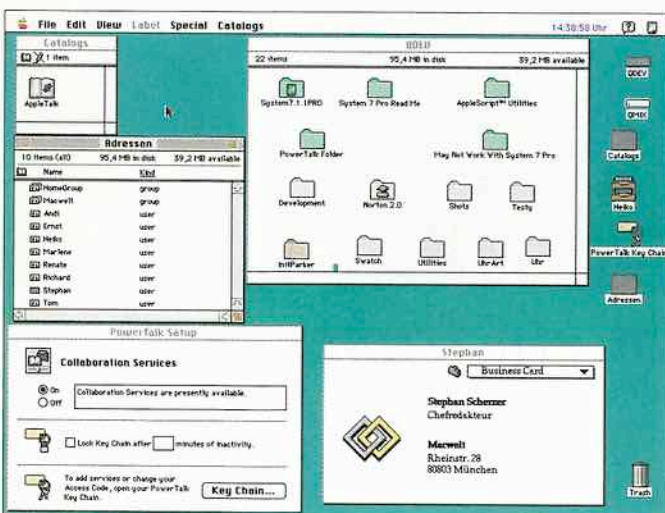 File Edit View Label Special Catalogs
14:38:58 Uhr
Catalogs
1 item
AppleTalk
QDEV
22 items 95,4 MB in disk 39,2 MB available
System7.1.1PRO
System 7 Pro Read Me
AppleScript™ Utilities
PowerTalk Folder
May Not Work With System 7 Pro
Development
Norton 2.0
Shots
Testy
InitParker
Swatch
Utilities
UhrArt
Uhr
Adressen
10 items (all) 95,4 MB in disk 39,2 MB available
Name Kind
HomeGroup group
Macwelt group
Andi user
Ernst user
Heiko user
Marlene user
Renate user
Richard user
Stephan user
Tom user
QDEV
QMIX
Catalogs
Heiko
PowerTalk Key Chain
Adressen
PowerTalk Setup
Collaboration Services
On
Off
Collaboration Services are presently available.
Lock Key Chain after minutes of inactivity.
To add services or change your
Access Code, open your PowerTalk
Key Chain.
Key Chain...
Stephan
Business Card
Stephan Scherzer
Chefredakteur
Macwelt
Rheinstr. 28
80803 München
Trash